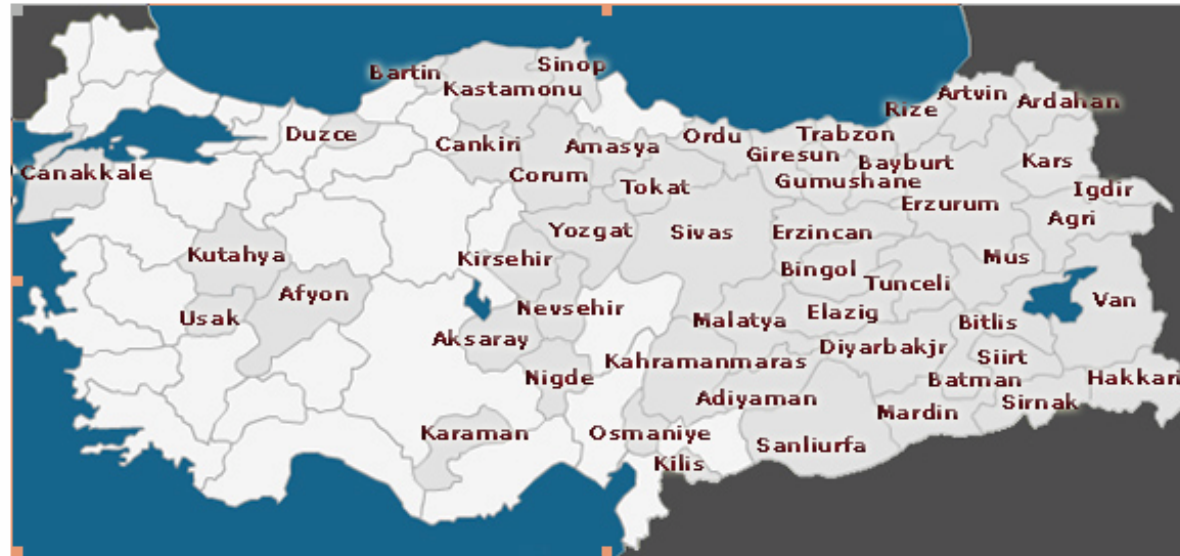 Sinop
Bartin
Kastamonu
Artvin
Ardahan
Rize
Duzce
Ordu
Trabzon
Cankiri
Amasya
Giresun
Bayburt
Kars
Canakkale
Corum
Tokat
Gumushane
Igdir
Erzurum
Agri
Yozgat
Sivas
Erzincan
Kutahya
Kirsehir
Mus
Bingol
Tunceli
Afyon
Van
Usak
Nevsehir
Malatya
Elazig
Bitlis
Aksaray
Diyarbakjr
Siirt
Kahramanmaras
Nigde
Batman
Hakkari
Adiyaman
Sirnak
Mardin
Karaman
Osmaniye
Sanliurfa
Kilis